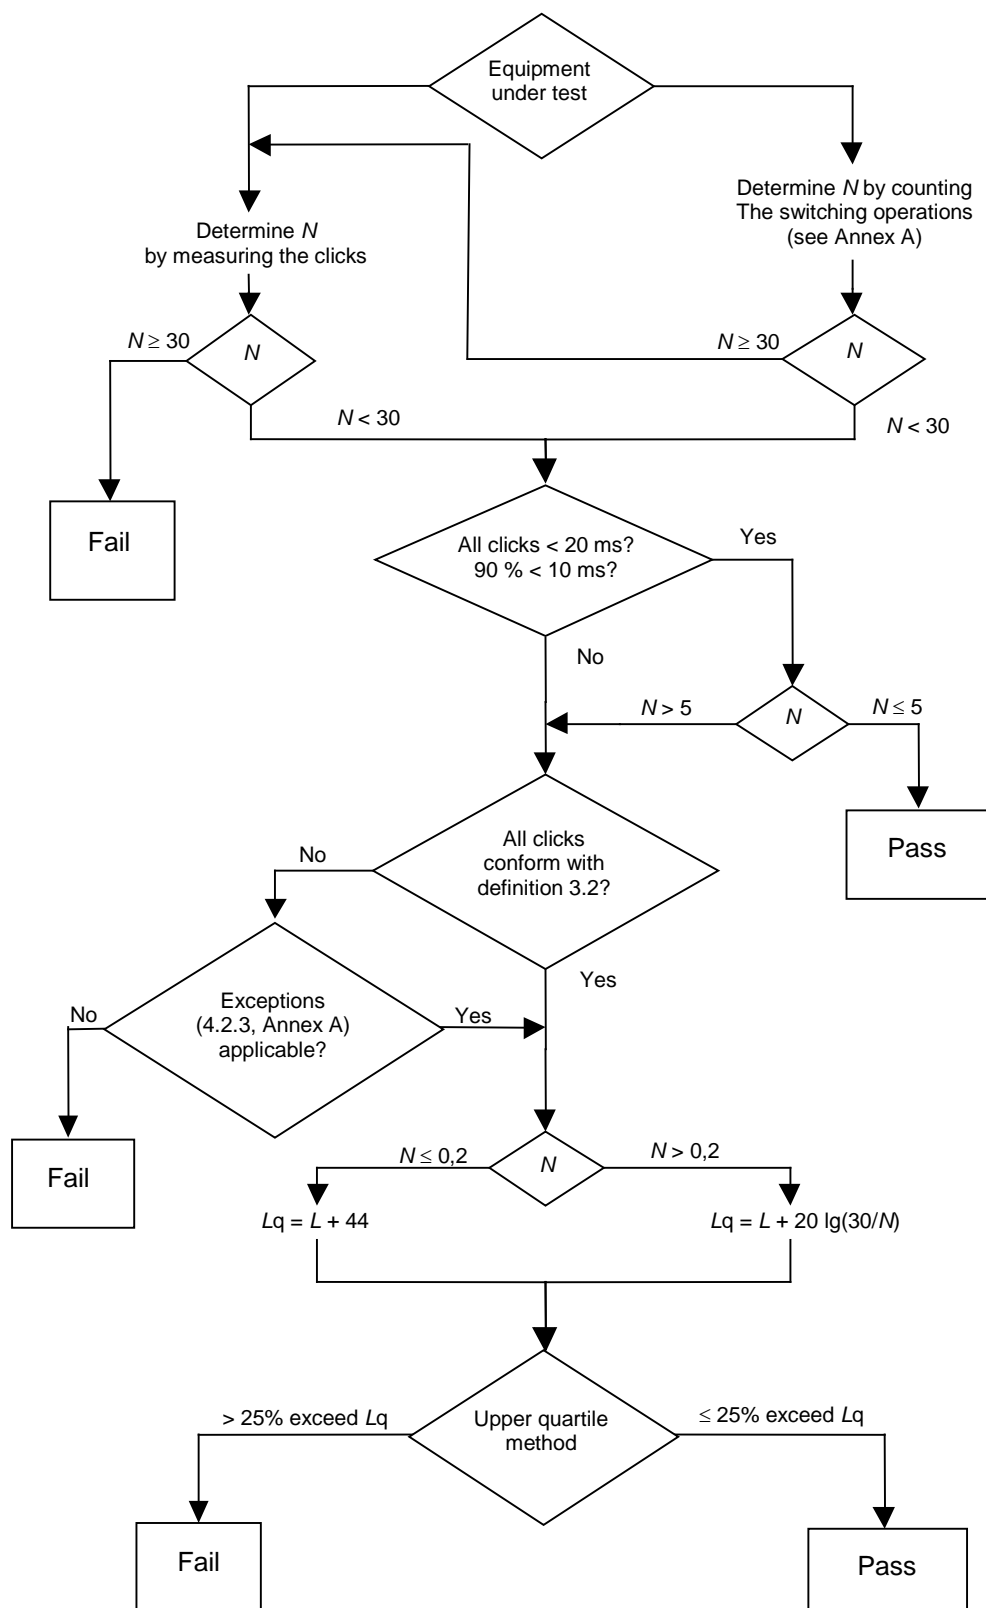 Equipment
under test
Determine N by counting
The switching operations
(see Annex A)
Determine N
by measuring the clicks
N ≥ 30
N
N ≥ 30
N
N < 30
N < 30
Fail
All clicks < 20 ms?
90 % < 10 ms?
Yes
No
N > 5
N
N ≤ 5
Pass
All clicks
conform with
definition 3.2?
No
Yes
Exceptions
(4.2.3, Annex A)
applicable?
No
Yes
Fail
N ≤ 0,2
N
N > 0,2
Lq = L + 44
Lq = L + 20 lg(30/N)
Upper quartile
method
> 25% exceed Lq
≤ 25% exceed Lq
Fail
Pass